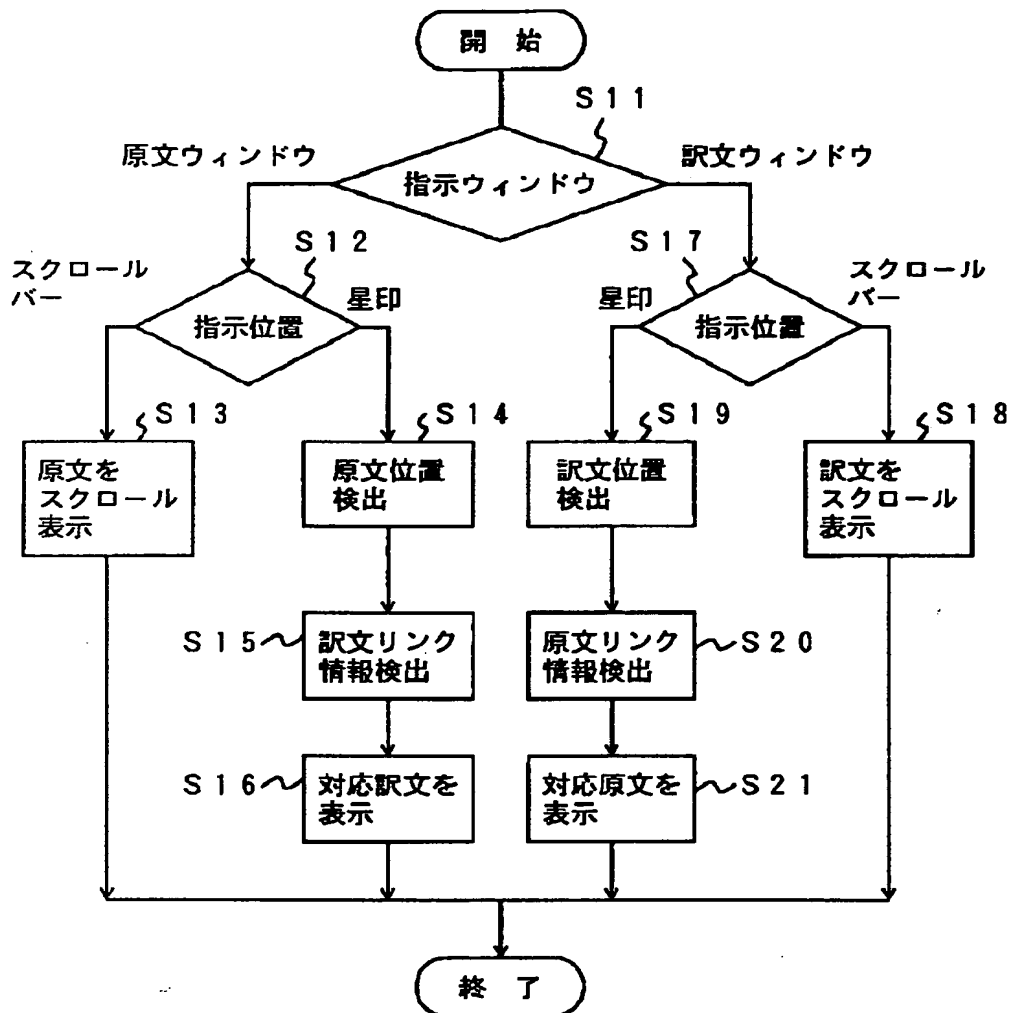 開 始
S11
原文ウィンドウ
訳文ウィンドウ
指示ウィンドウ
S12
S17
スクロール
バー
星印
星印
スクロール
バー
指示位置
指示位置
S13
S14
S19
S18
原文を
スクロール
表示
原文位置
検出
訳文位置
検出
訳文を
スクロール
表示
S15
訳文リンク
情報検出
原文リンク
情報検出
S20
S16
対応訳文を
表示
対応原文を
表示
S21
終 了